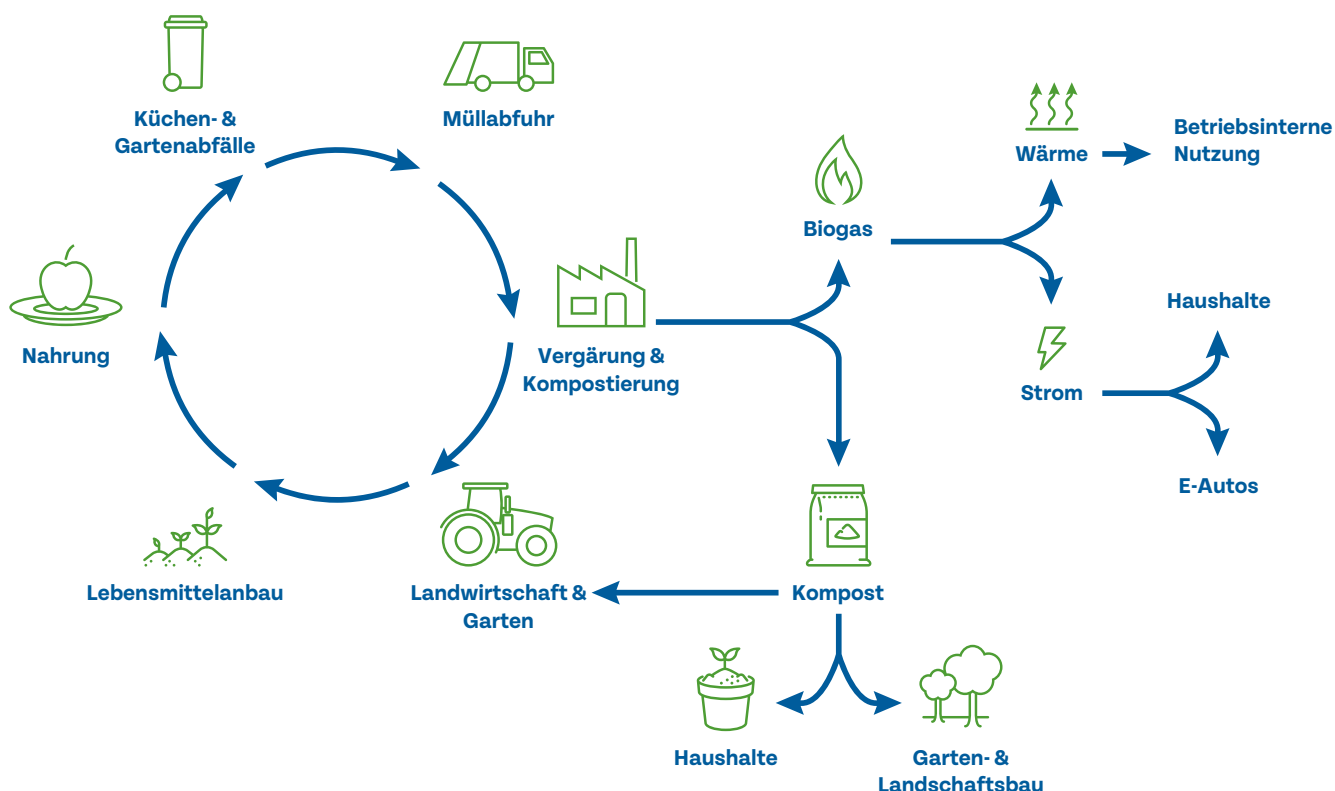 Küchen- &
Gartenabfälle
Müllabfuhr
Wärme
Betriebsinterne
Nutzung
Biogas
Nahrung
Vergärung &
Kompostierung
Haushalte
Strom
E-Autos
Lebensmittelanbau
Landwirtschaft &
Garten
Kompost
Haushalte
Garten- &
Landschaftsbau